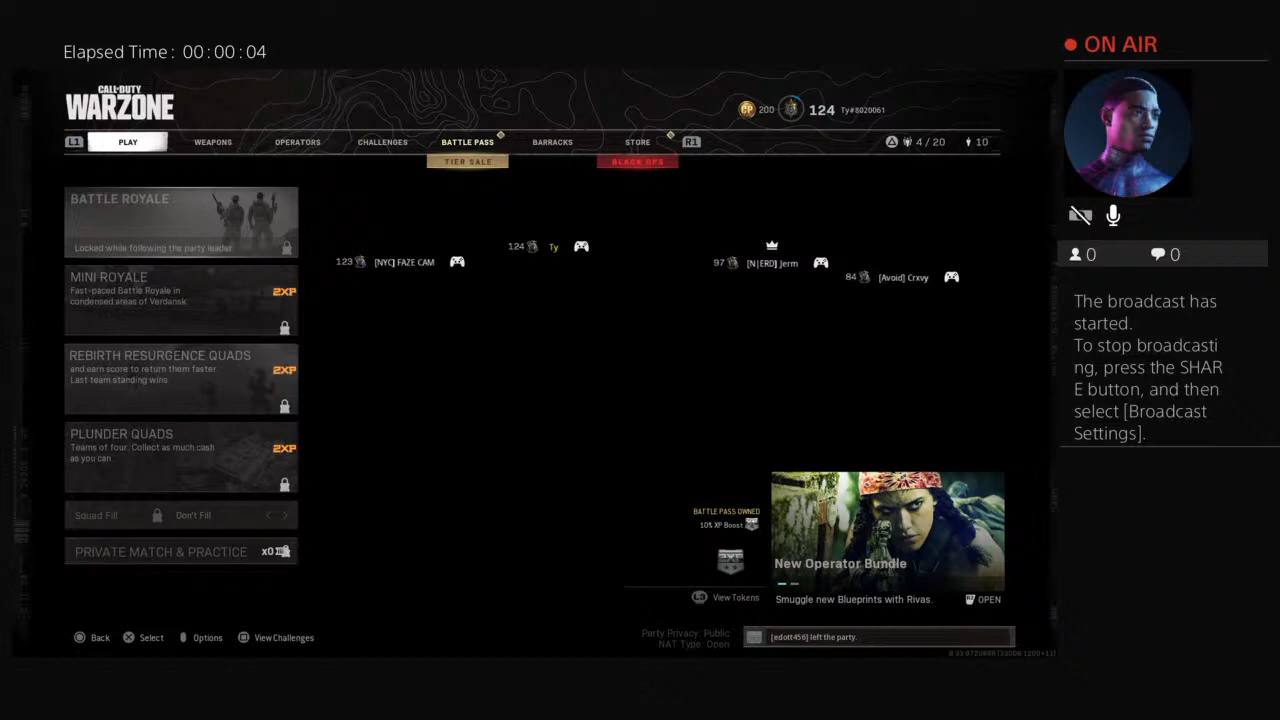 Elapsed Time: 00:00:04
ON AIR
CALL OF DUTY
WARZONE
CP 200 124 Ty#8020061
L1 PLAY WEAPONS OPERATORS CHALLENGES BATTLE PASS BARRACKS STORE R1 4 / 20 10
TIER SALE BLACK OPS
BATTLE ROYALE
Locked while following the party leader
MINI ROYALE
Fast-paced Battle Royale in
condensed areas of Verdansk.
2XP
REBIRTH RESURGENCE QUADS
and earn score to return them faster.
Last team standing wins.
2XP
PLUNDER QUADS
Teams of four. Collect as much cash
as you can.
2XP
Squad Fill Don't Fill
PRIVATE MATCH & PRACTICE x0
123 [NYC] FAZE CAM
124 Ty
97 [N|ERD] Jerm
84 [Avoid] Crxvy
0 0
The broadcast has
started.
To stop broadcasti
ng, press the SHAR
E button, and then
select [Broadcast
Settings].
BATTLE PASS OWNED
10% XP Boost
2XP
L3 View Tokens
New Operator Bundle
Smuggle new Blueprints with Rivas.
OPEN
Back Select Options View Challenges
Party Privacy: Public
NAT Type: Open
[edott456] left the party.